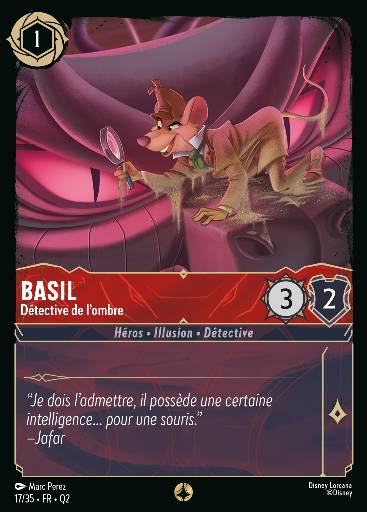 1
BASIL
Détective de l'ombre
3
2
Héros • Illusion • Détective
“Je dois l'admettre, il possède une certaine
intelligence... pour une souris.”
–Jafar
Marc Perez
17/35 • FR • Q2
Disney Lorcana
©Disney